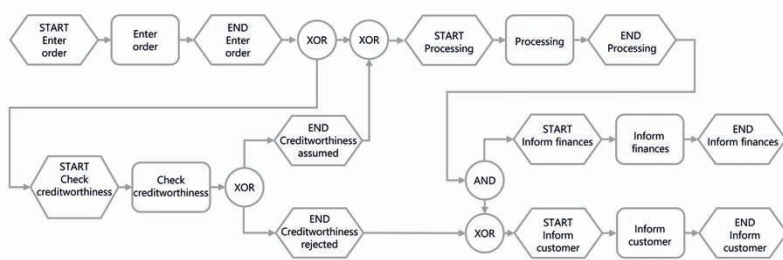 START
Enter
order
Enter
order
END
Enter
order
XOR
XOR
START
Processing
Processing
END
Processing
END
Creditworthiness
assumed
START
Inform finances
Inform
finances
END
Inform finances
START
Check
creditworthiness
Check
creditworthiness
XOR
AND
END
Creditworthiness
rejected
XOR
START
Inform
customer
Inform
customer
END
Inform
customer